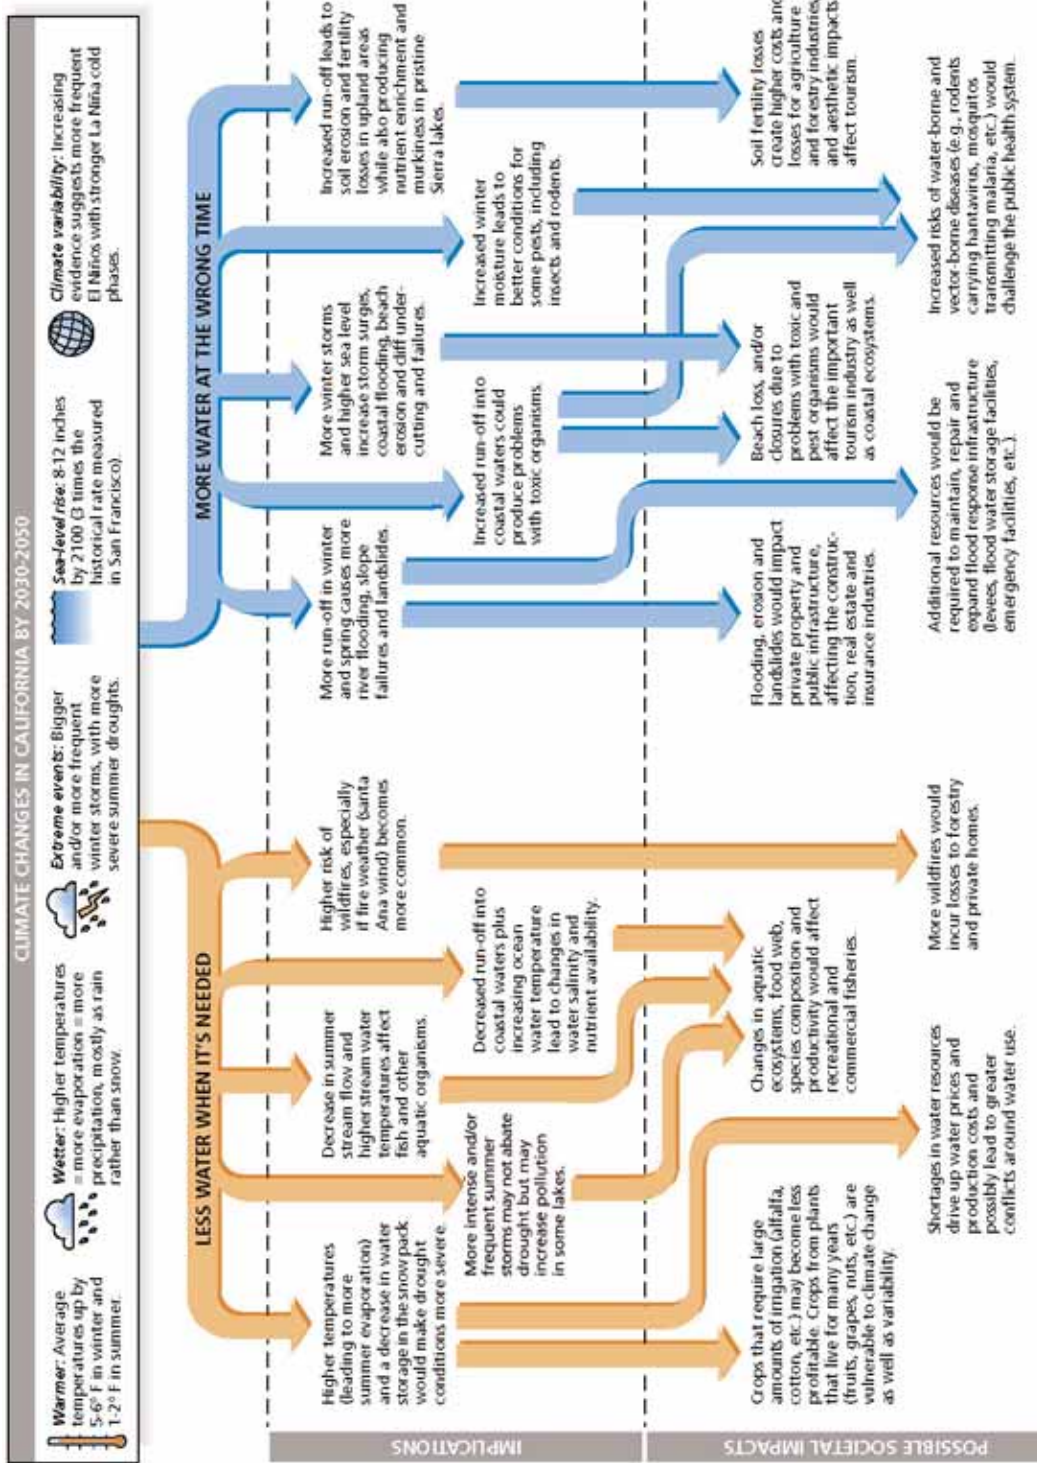 CLIMATE CHANGES IN CALIFORNIA BY 2030-2050
Warmer: Average
temperatures up by
5-6° F in winter and
1-2° F in summer.
Wetter: Higher temperatures
= more evaporation = more
precipitation, mostly as rain
rather than snow.
Extreme events: Bigger
and/or more frequent
winter storms, with more
severe summer droughts.
Sea-level rise: 8-12 inches
by 2100 (3 times the
historical rate measured
in San Francisco).
Climate variability: Increasing
evidence suggests more frequent
El Niños with stronger La Niña cold
phases.
LESS WATER WHEN IT'S NEEDED
MORE WATER AT THE WRONG TIME
IMPLICATIONS
Higher temperatures
(leading to more
summer evaporation)
and a decrease in water
storage in the snowpack
would make drought
conditions more severe.
More intense and/or
frequent summer
storms may not abate
drought but may
increase pollution
in some lakes.
Decrease in summer
stream flow and
higher stream water
temperatures affect
fish and other
aquatic organisms.
Decreased run-off into
coastal waters plus
increasing ocean
water temperature
lead to changes in
water salinity and
nutrient availability.
Higher risk of
wildfires, especially
if fire weather (santa
Ana wind) becomes
more common.
More run-off in winter
and spring causes more
river flooding, slope
failures and landslides.
Increased run-off into
coastal waters could
produce problems
with toxic organisms.
More winter storms
and higher sea level
increase storm surges,
coastal flooding, beach
erosion and cliff under-
cutting and failures.
Increased winter
moisture leads to
better conditions for
some pests, including
insects and rodents.
Increased run-off leads to
soil erosion and fertility
losses in upland areas
while also producing
nutrient enrichment and
murkiness in pristine
Sierra lakes.
POSSIBLE SOCIETAL IMPACTS
Crops that require large
amounts of irrigation (alfalfa,
cotton, etc.) may become less
profitable. Crops from plants
that live for many years
(fruits, grapes, nuts, etc.) are
vulnerable to climate change
as well as variability.
Shortages in water resources
drive up water prices and
production costs and
possibly lead to greater
conflicts around water use.
Changes in aquatic
ecosystems, food web,
species composition and
productivity would affect
recreational and
commercial fisheries.
More wildfires would
incur losses to forestry
and private homes.
Flooding, erosion and
landslides would impact
private property and
public infrastructure,
affecting the construc-
tion, real estate and
insurance industries.
Additional resources would be
required to maintain, repair and
expand flood response infrastructure
(levees, flood water storage facilities,
emergency facilities, etc.).
Beach loss, and/or
closures due to
problems with toxic and
pest organisms would
affect the important
tourism industry as well
as coastal ecosystems.
Increased risks of water-borne and
vector-borne diseases (e.g., rodents
carrying hantavirus, mosquitos
transmitting malaria, etc.) would
challenge the public health system.
Soil fertility losses
create higher costs and
losses for agriculture
and forestry industries
and aesthetic impacts
affect tourism.